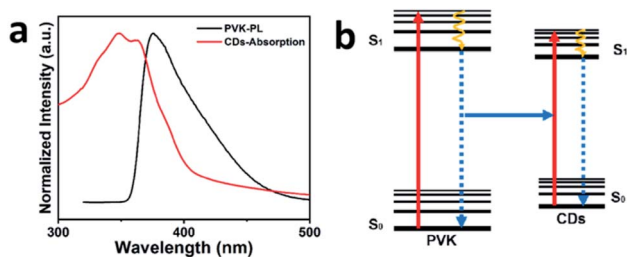 a
Normalized Intensity (a.u.)
PVK-PL
CDs-Absorption
300
400
500
Wavelength (nm)
b
S₁
S₁
S₀
S₀
PVK
CDs